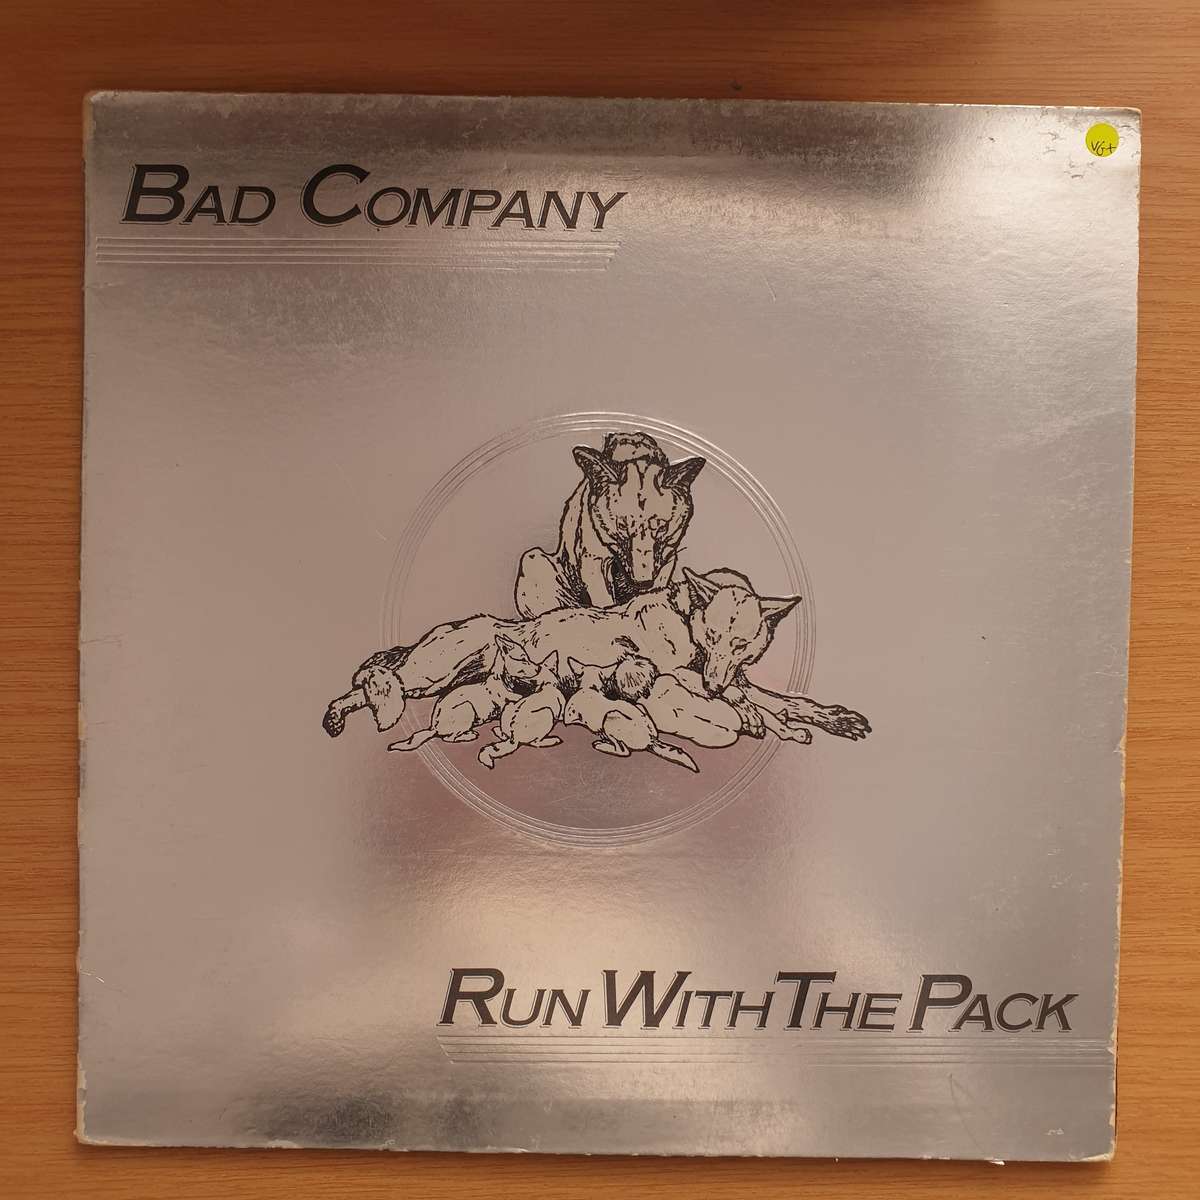 BAD COMPANY
VG+
RUN WITH THE PACK